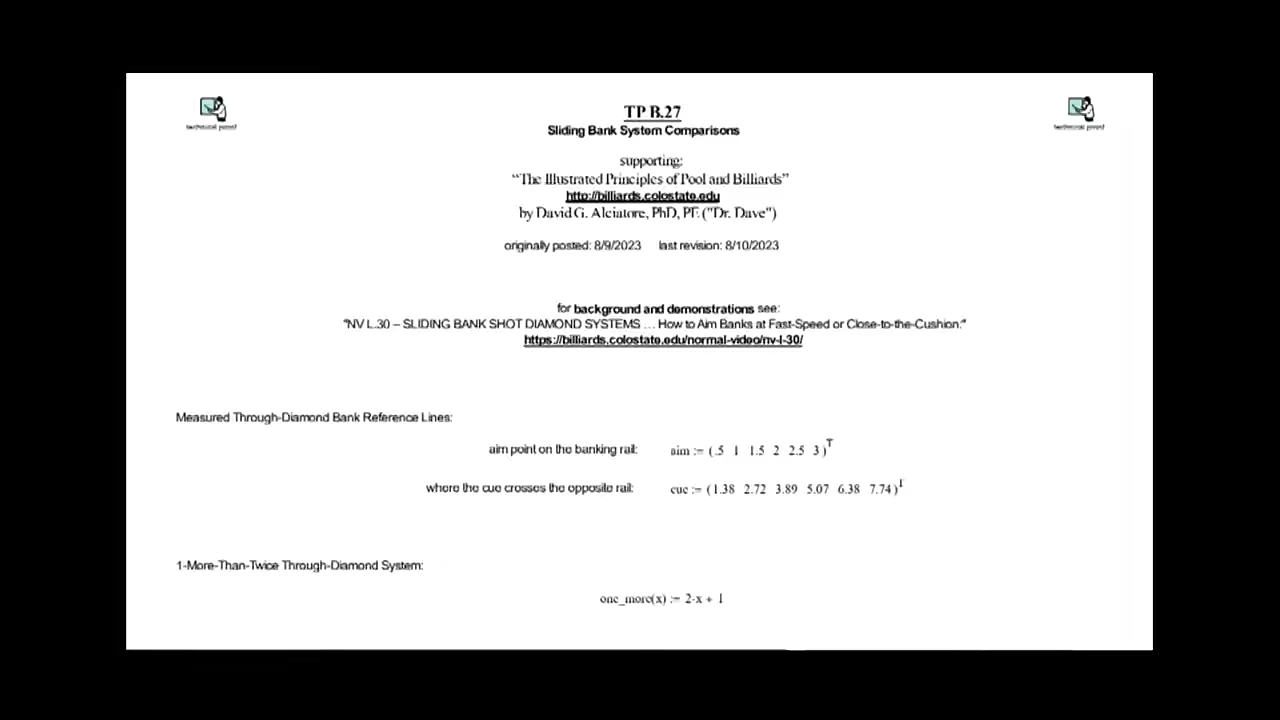 technical proof
TP B.27
technical proof
Sliding Bank System Comparisons
supporting:
“The Illustrated Principles of Pool and Billiards”
http://billiards.colostate.edu
by David G. Alciatore, PhD, PE ("Dr. Dave")
originally posted: 8/9/2023 last revision: 8/10/2023
for background and demonstrations see:
"NV L.30 – SLIDING BANK SHOT DIAMOND SYSTEMS … How to Aim Banks at Fast-Speed or Close-to-the-Cushion:"
https://billiards.colostate.edu/normal-video/nv-l-30/
Measured Through-Diamond Bank Reference Lines:
aim point on the banking rail: aim := (.5 1 1.5 2 2.5 3)T
where the cue crosses the opposite rail: cue := (1.38 2.72 3.89 5.07 6.38 7.74)T
1-More-Than-Twice Through-Diamond System:
one_more(x) := 2·x + 1